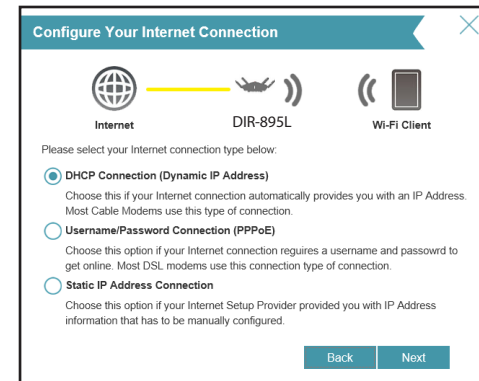 Configure Your Internet Connection
Internet
DIR-895L
Wi-Fi Client
Please select your Internet connection type below:
DHCP Connection (Dynamic IP Address)
Choose this if your Internet connection automatically provides you with an IP Address.
Most Cable Modems use this type of connection.
Username/Password Connection (PPPoE)
Choose this option if your Internet connection requires a username and passowrd to
get online. Most DSL modems use this connection type of connection.
Static IP Address Connection
Choose this option if your Internet Setup Provider provided you with IP Address
information that has to be manually configured.
Back
Next